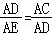 AD/AE = AC/AD